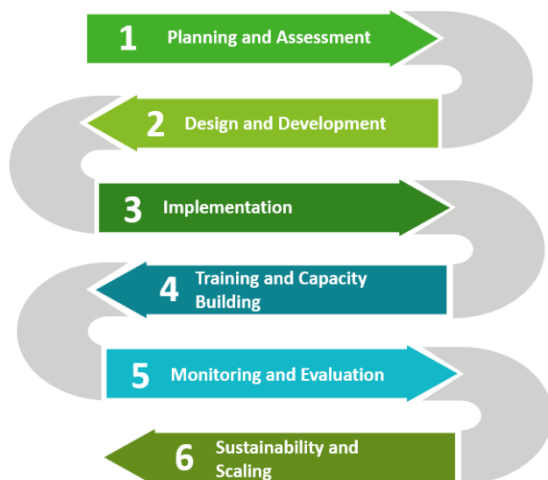 1 Planning and Assessment
2 Design and Development
3 Implementation
4 Training and Capacity
Building
5 Monitoring and Evaluation
6 Sustainability and
Scaling